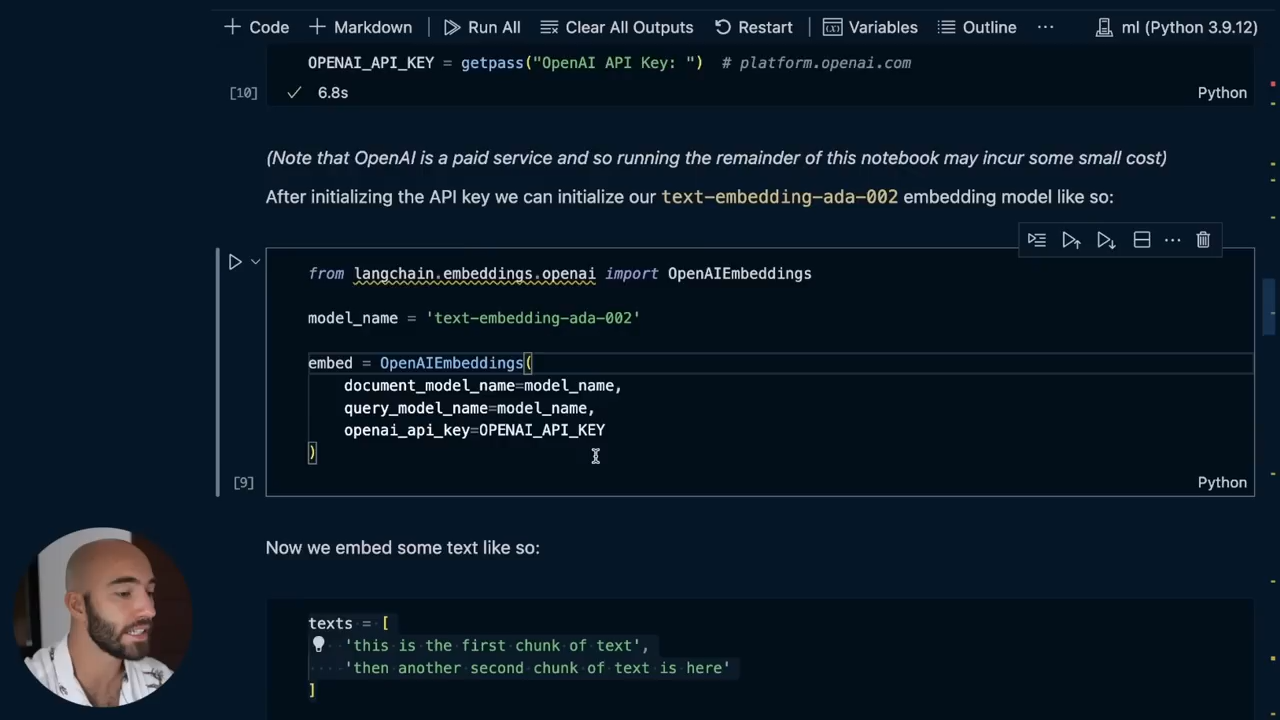 Code Markdown Run All Clear All Outputs Restart Variables Outline ··· ml (Python 3.9.12)
OPENAI_API_KEY = getpass("OpenAI API Key: ")  # platform.openai.com
[10] 6.8s Python
(Note that OpenAI is a paid service and so running the remainder of this notebook may incur some small cost)
After initializing the API key we can initialize our text-embedding-ada-002 embedding model like so:
from langchain.embeddings.openai import OpenAIEmbeddings
model_name = 'text-embedding-ada-002'
embed = OpenAIEmbeddings(
    document_model_name=model_name,
    query_model_name=model_name,
    openai_api_key=OPENAI_API_KEY
)
[9] Python
Now we embed some text like so:
texts = [
    'this is the first chunk of text',
    'then another second chunk of text is here'
]